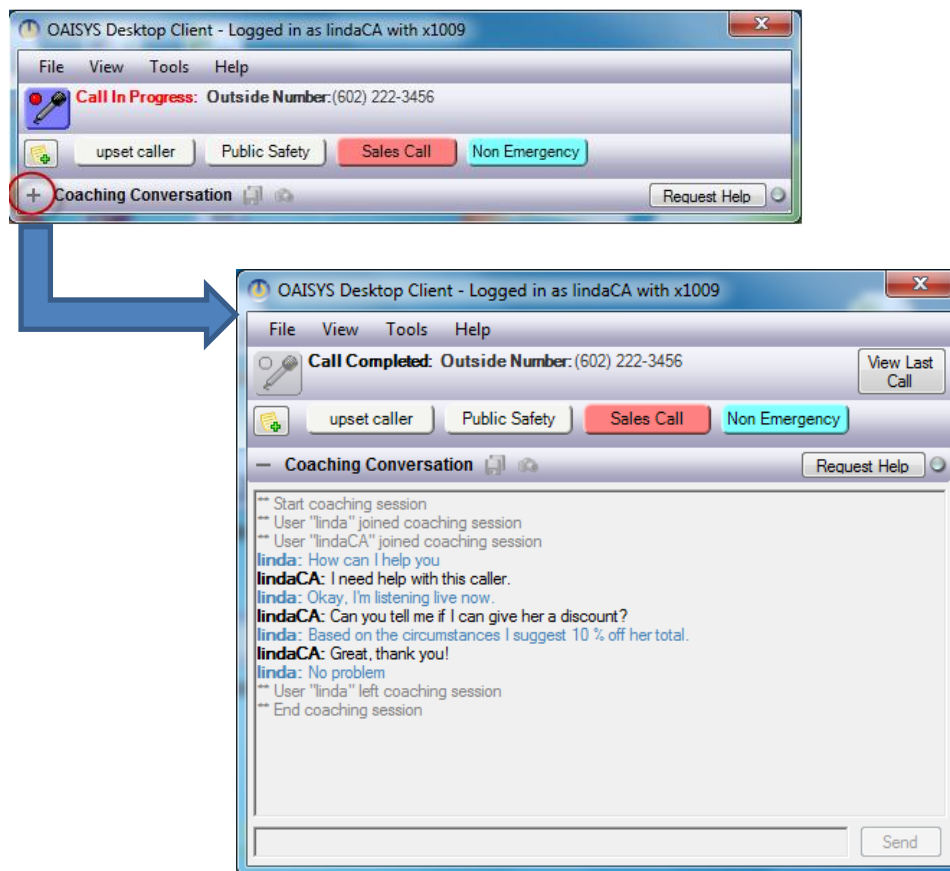 OAISYS Desktop Client - Logged in as lindaCA with x1009
File View Tools Help
Call In Progress: Outside Number:(602) 222-3456
upset caller Public Safety Sales Call Non Emergency
Coaching Conversation Request Help
OAISYS Desktop Client - Logged in as lindaCA with x1009
File View Tools Help
Call Completed: Outside Number:(602) 222-3456 View Last
Call
upset caller Public Safety Sales Call Non Emergency
Coaching Conversation Request Help
** Start coaching session
** User "linda" joined coaching session
** User "lindaCA" joined coaching session
linda: How can I help you
lindaCA: I need help with this caller.
linda: Okay, I'm listening live now.
lindaCA: Can you tell me if I can give her a discount?
linda: Based on the circumstances I suggest 10 % off her total.
lindaCA: Great, thank you!
linda: No problem
** User "linda" left coaching session
** End coaching session
Send